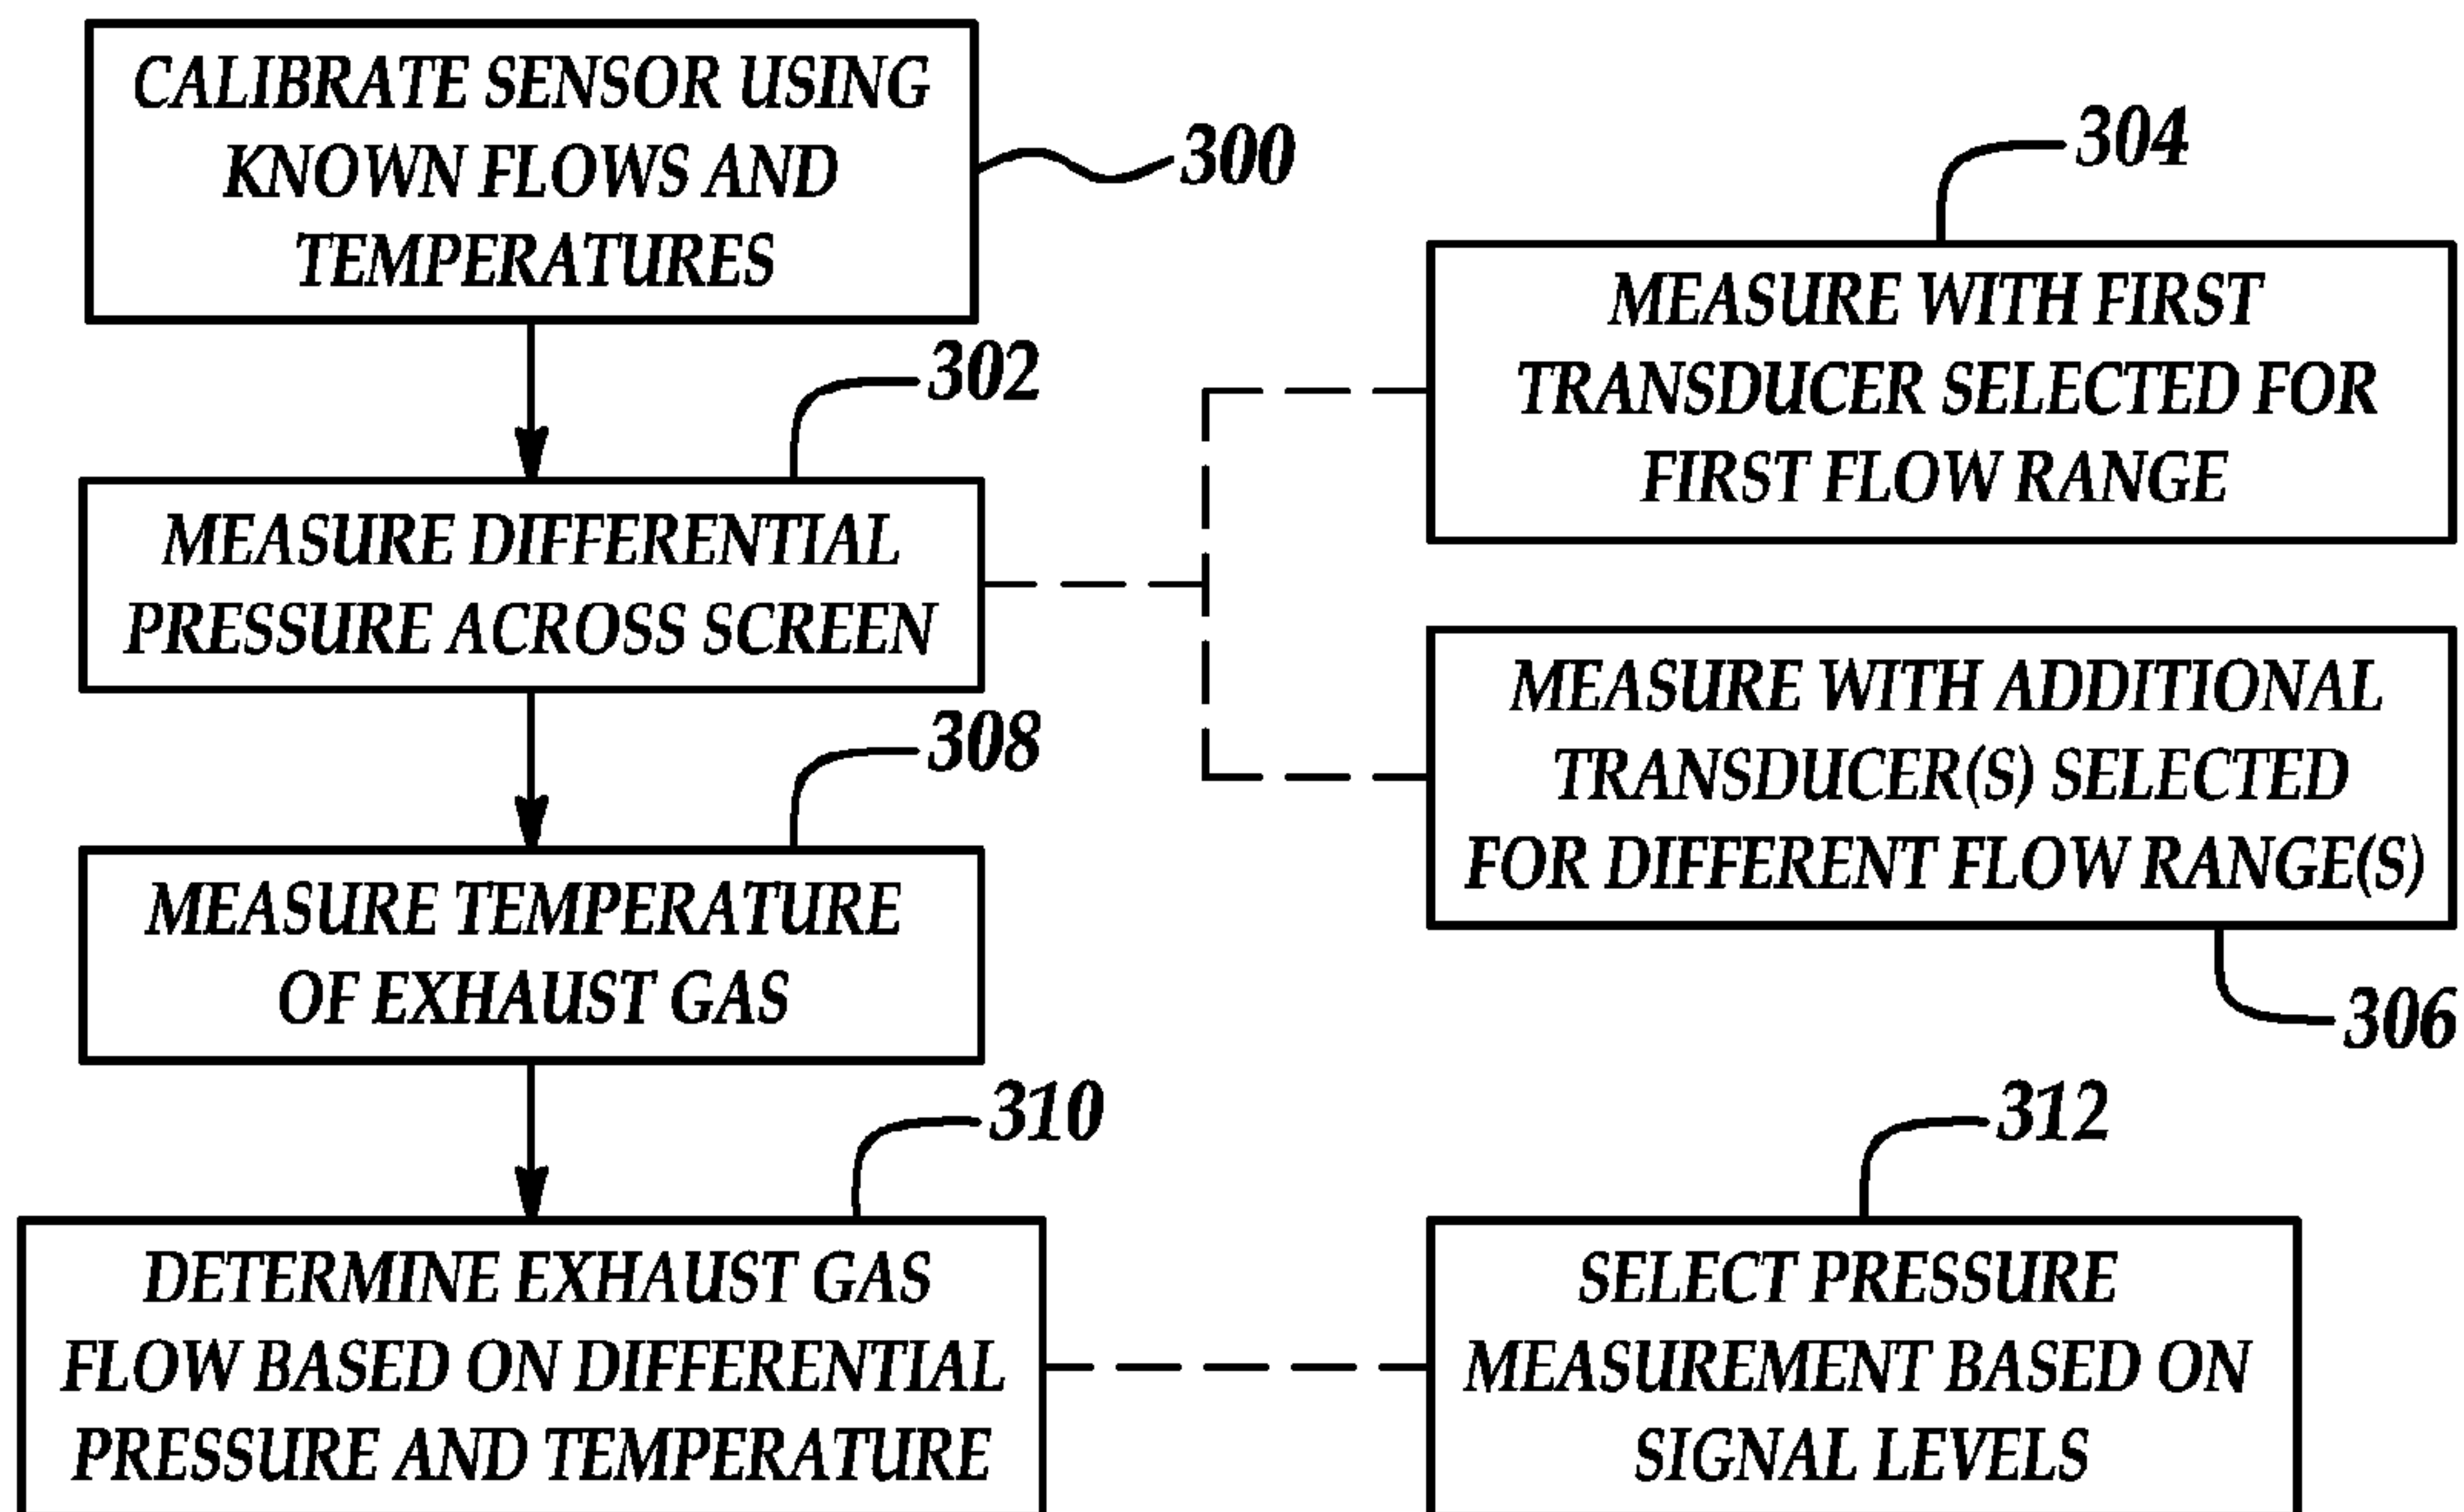 CALIBRATE SENSOR USING
KNOWN FLOWS AND
TEMPERATURES
300
304
MEASURE WITH FIRST
TRANSDUCER SELECTED FOR
FIRST FLOW RANGE
302
MEASURE DIFFERENTIAL
PRESSURE ACROSS SCREEN
MEASURE WITH ADDITIONAL
TRANSDUCER(S) SELECTED
FOR DIFFERENT FLOW RANGE(S)
306
308
MEASURE TEMPERATURE
OF EXHAUST GAS
310
DETERMINE EXHAUST GAS
FLOW BASED ON DIFFERENTIAL
PRESSURE AND TEMPERATURE
312
SELECT PRESSURE
MEASUREMENT BASED ON
SIGNAL LEVELS